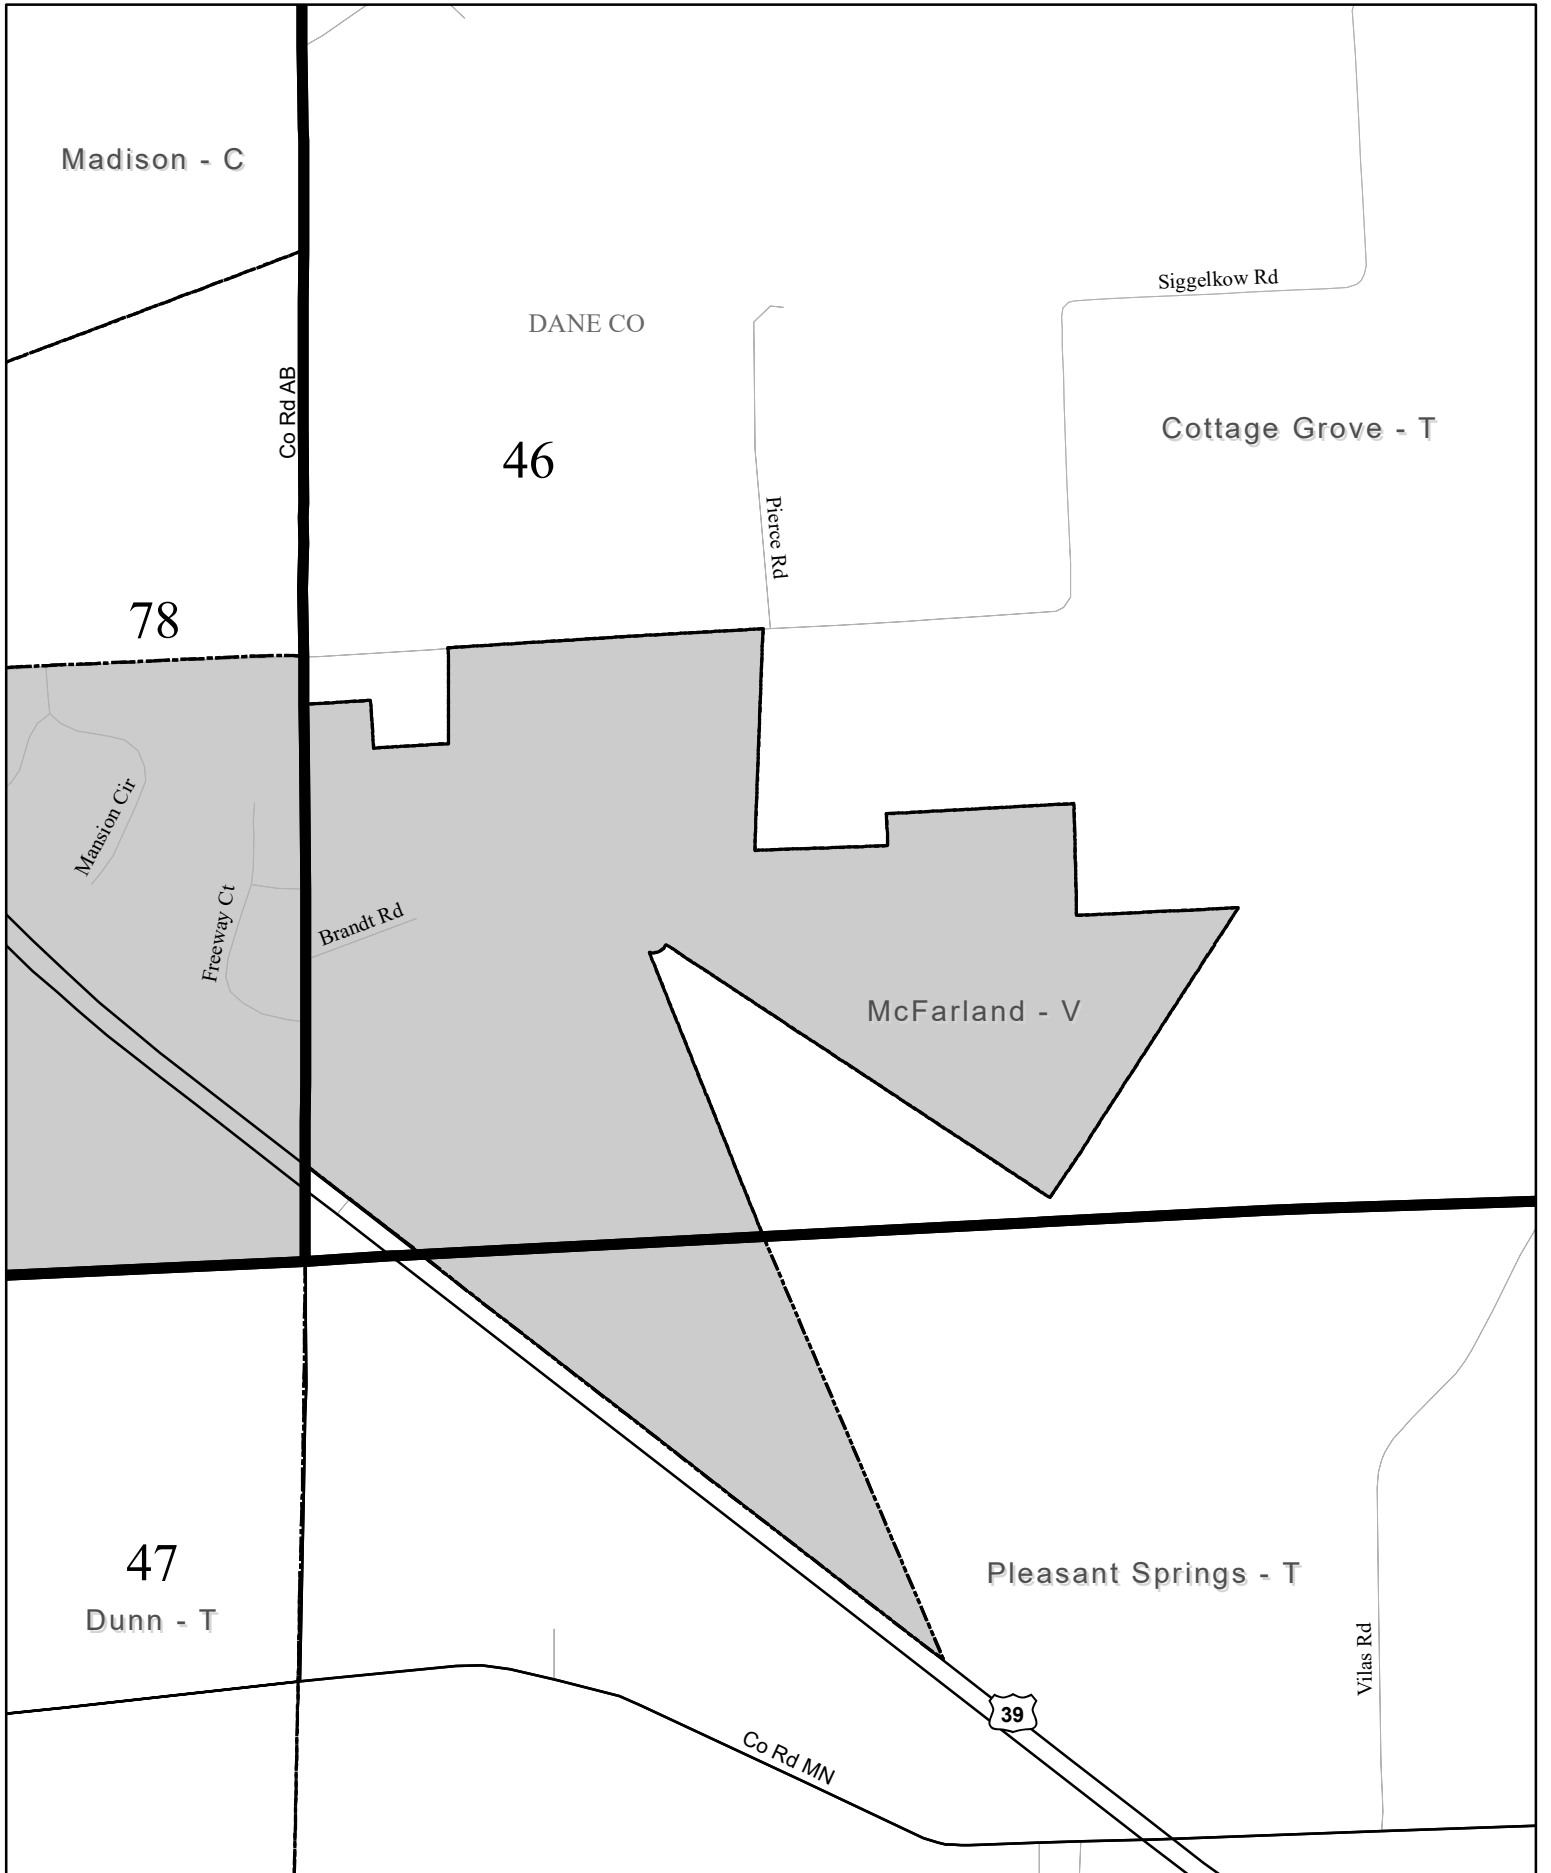 Madison - C
Siggelkow Rd
DANE CO
Co Rd AB
Cottage Grove - T
46
Pierce Rd
78
Mansion Cir
Freeway Ct
Brandt Rd
McFarland - V
47
Pleasant Springs - T
Dunn - T
Vilas Rd
39
Co Rd MN